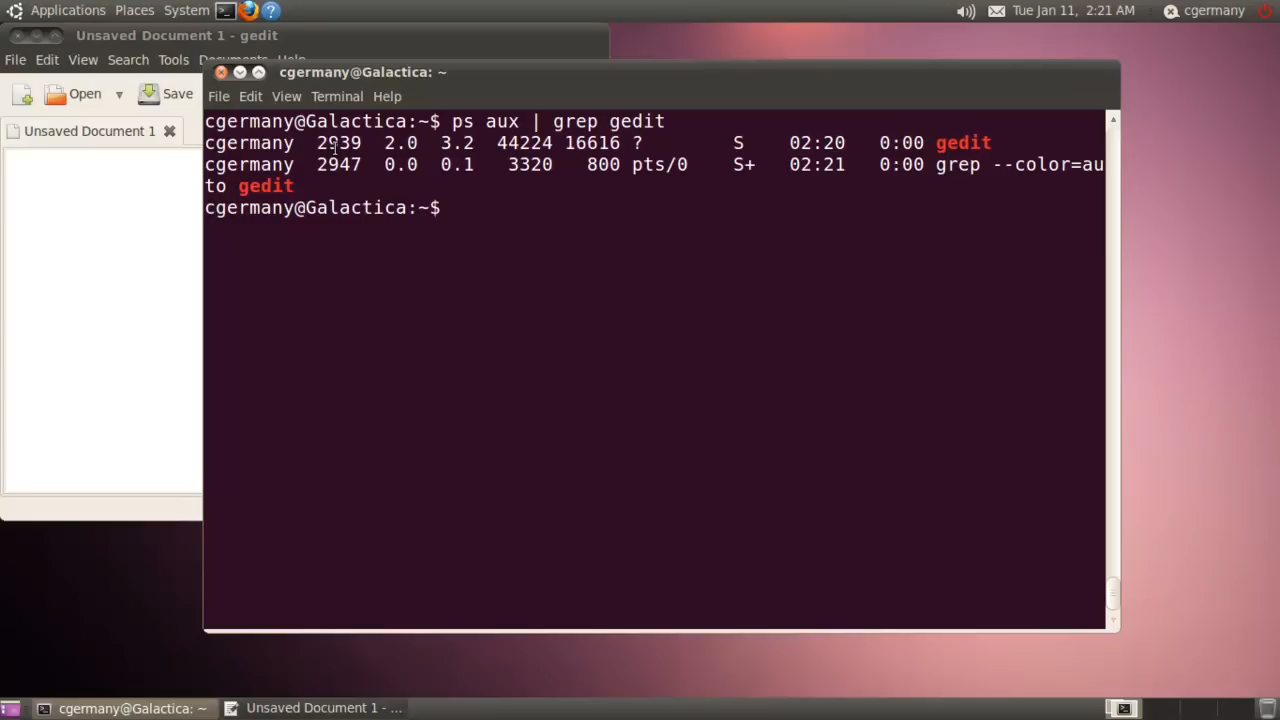 Applications Places System Tue Jan 11, 2:21 AM cgermany
Unsaved Document 1 - gedit
File Edit View Search Tools Documents Help
Open Save
Unsaved Document 1
cgermany@Galactica: ~
File Edit View Terminal Help
cgermany@Galactica:~$ ps aux | grep gedit
cgermany 2939 2.0 3.2 44224 16616 ? S 02:20 0:00 gedit
cgermany 2947 0.0 0.1 3320 800 pts/0 S+ 02:21 0:00 grep --color=au
to gedit
cgermany@Galactica:~$
cgermany@Galactica: ~ Unsaved Document 1 - ...